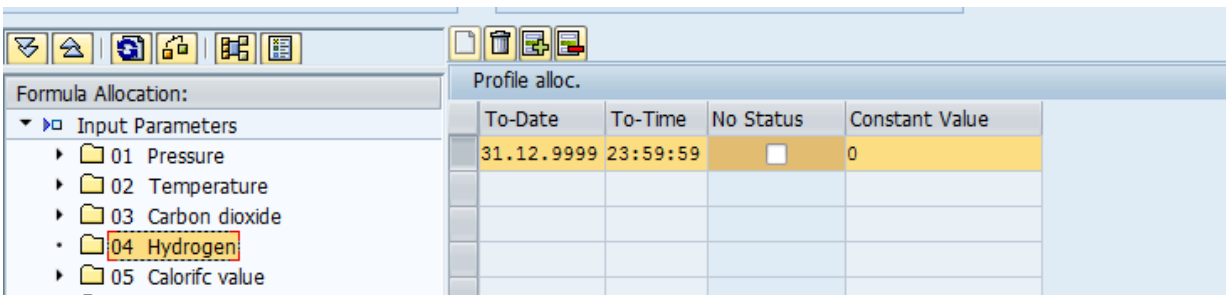 Formula Allocation:
Input Parameters
01 Pressure
02 Temperature
03 Carbon dioxide
04 Hydrogen
05 Calorifc value
Profile alloc.
To-Date To-Time No Status Constant Value
31.12.9999 23:59:59 0